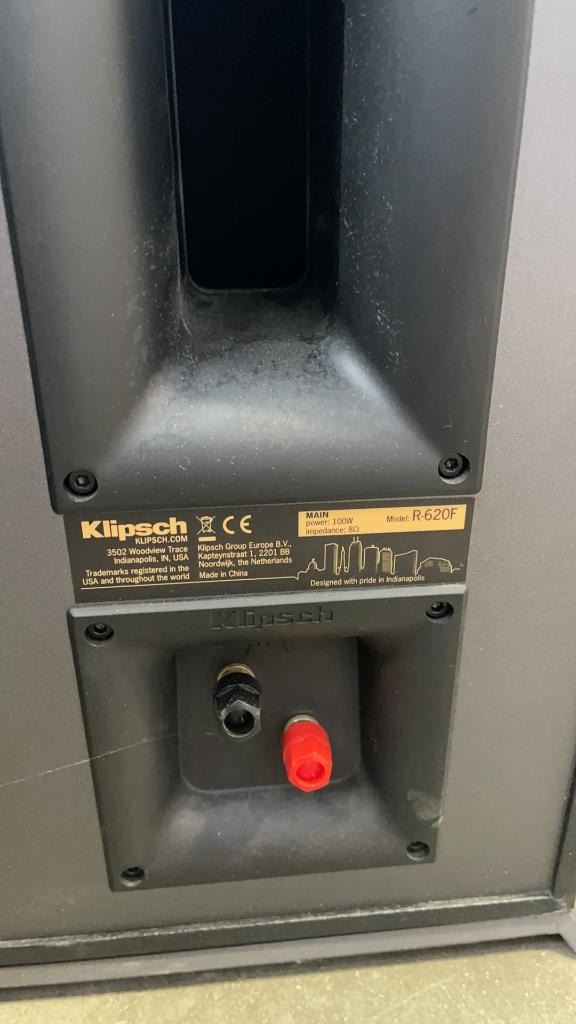 Klipsch
KLIPSCH.COM
3502 Woodview Trace
Indianapolis, IN, USA
Trademarks registered in the
USA and throughout the world
CE
Klipsch Group Europe B.V.,
Kapteynstraat 1, 2201 BB
Noordwijk, the Netherlands
Made in China
MAIN
power: 100W
impedance: 8Ω
Model: R-620F
Designed with pride in Indianapolis
Klipsch